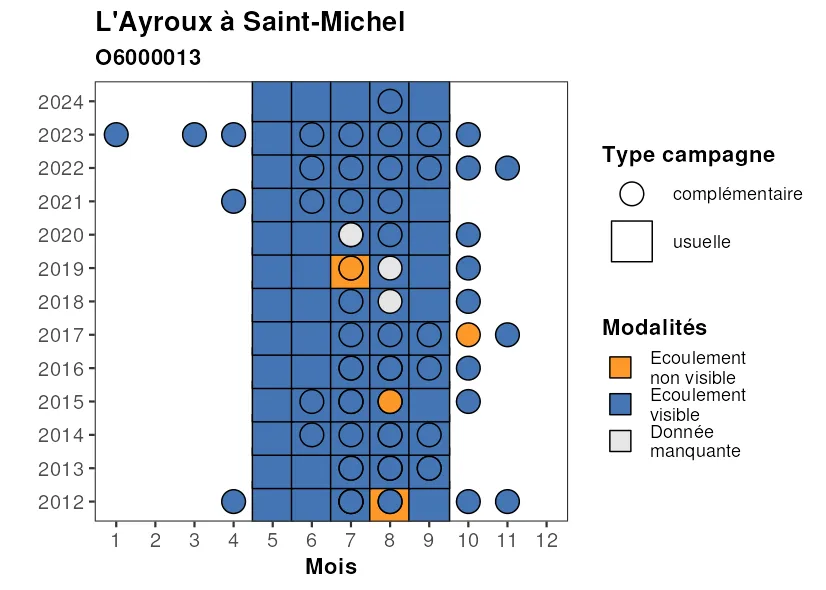 L'Ayroux à Saint-Michel
O6000013
2024
2023
2022
2021
2020
2019
2018
2017
2016
2015
2014
2013
2012
1 2 3 4 5 6 7 8 9 10 11 12
Mois
Type campagne
complémentaire
usuelle
Modalités
Ecoulement
non visible
Ecoulement
visible
Donnée
manquante